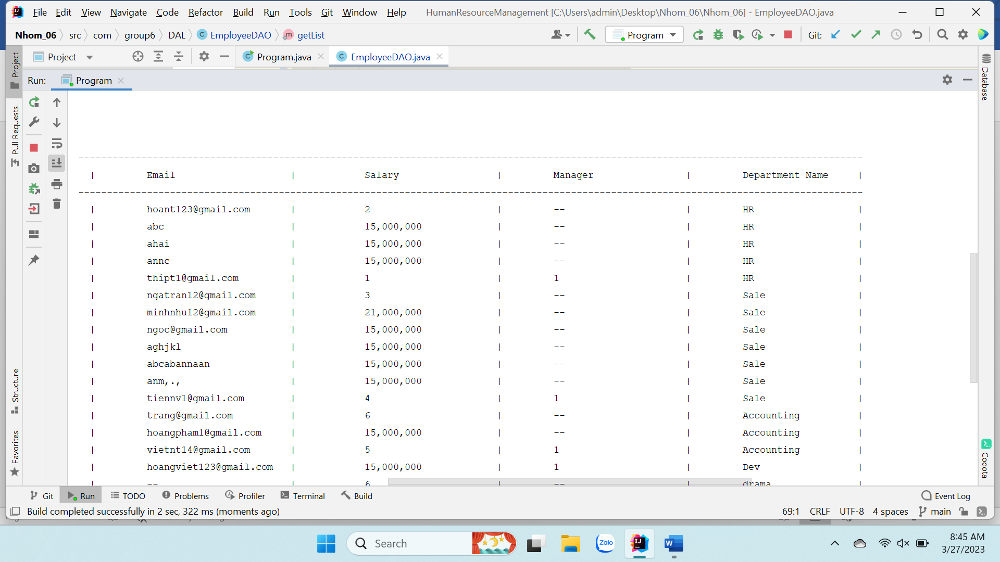 File Edit View Navigate Code Refactor Build Run Tools Git Window Help HumanResourceManagement [C:\Users\admin\Desktop\Nhom_06\Nhom_06] - EmployeeDAO.java
Nhom_06 src com group6 DAL EmployeeDAO getList Program Git:
Project Program.java EmployeeDAO.java
Run: Program
Project
Pull Requests
Structure
Favorites
Database
Codota
-----------------------------------------------------------------------------------------------------------------------------------------
| Email | Salary | Manager | Department Name |
-----------------------------------------------------------------------------------------------------------------------------------------
| hoant123@gmail.com | 2 | -- | HR |
| abc | 15,000,000 | -- | HR |
| ahai | 15,000,000 | -- | HR |
| annc | 15,000,000 | -- | HR |
| thipt1@gmail.com | 1 | 1 | HR |
| ngatran12@gmail.com | 3 | -- | Sale |
| minhnhu12@gmail.com | 21,000,000 | -- | Sale |
| ngoc@gmail.com | 15,000,000 | -- | Sale |
| aghjkl | 15,000,000 | -- | Sale |
| abcabannaan | 15,000,000 | -- | Sale |
| anm,., | 15,000,000 | -- | Sale |
| tiennv1@gmail.com | 4 | 1 | Sale |
| trang@gmail.com | 6 | -- | Accounting |
| hoangpham1@gmail.com | 15,000,000 | -- | Accounting |
| vietnt14@gmail.com | 5 | 1 | Accounting |
| hoangviet123@gmail.com | 15,000,000 | 1 | Dev |
| -- | 6 | -- | drama |
Git Run TODO Problems Profiler Terminal Build Event Log
Build completed successfully in 2 sec, 322 ms (moments ago) 69:1 CRLF UTF-8 4 spaces main
Search Zalo 8:45 AM
3/27/2023